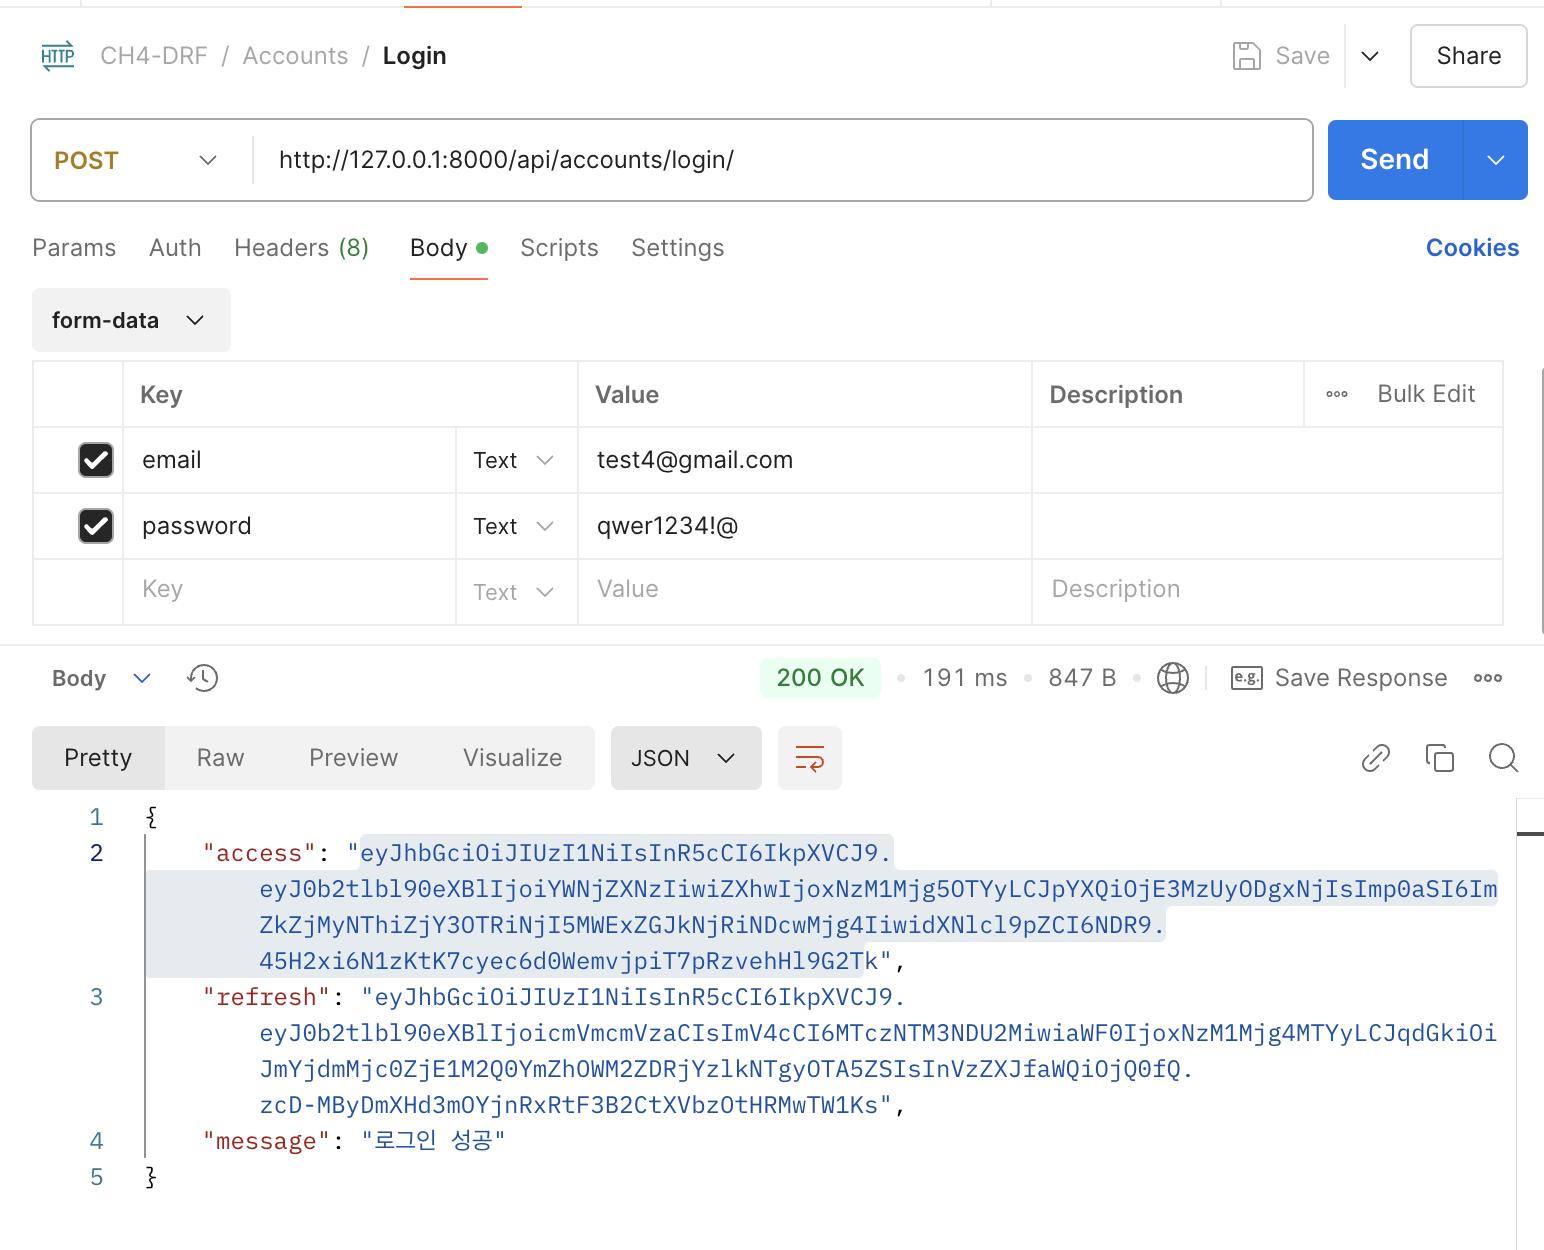 HTTP CH4-DRF / Accounts / Login Save Share
POST http://127.0.0.1:8000/api/accounts/login/ Send
Params Auth Headers (8) Body Scripts Settings Cookies
form-data
Key Value Description Bulk Edit
email Text test4@gmail.com
password Text qwer1234!@
Key Text Value Description
Body 200 OK 191 ms 847 B e.g. Save Response
Pretty Raw Preview Visualize JSON
1 {
2 "access": "eyJhbGciOiJIUzI1NiIsInR5cCI6IkpXVCJ9.
eyJ0b2tlbl90eXBlIjoiYWNjZXNzIiwiZXhwIjoxNzM1Mjg5OTYyLCJpYXQiOjE3MzUyODgxNjIsImp0aSI6Im
ZkZjMyNThiZjY3OTRiNjI5MWExZGJkNjRiNDcwMjg4IiwidXNlcl9pZCI6NDR9.
45H2xi6N1zKtK7cyec6d0WemvjpiT7pRzvehHl9G2Tk",
3 "refresh": "eyJhbGciOiJIUzI1NiIsInR5cCI6IkpXVCJ9.
eyJ0b2tlbl90eXBlIjoicmVmcmVzaCIsImV4cCI6MTczNTM3NDU2MiwiaWF0IjoxNzM1Mjg4MTYyLCJqdGkiOi
JmYjdmMjc0ZjE1M2Q0YmZhOWM2ZDRjYzlkNTgyOTA5ZSIsInVzZXJfaWQiOjQ0fQ.
zcD-MByDmXHd3mOYjnRxRtF3B2CtXVbzOtHRMwTW1Ks",
4 "message": "로그인 성공"
5 }